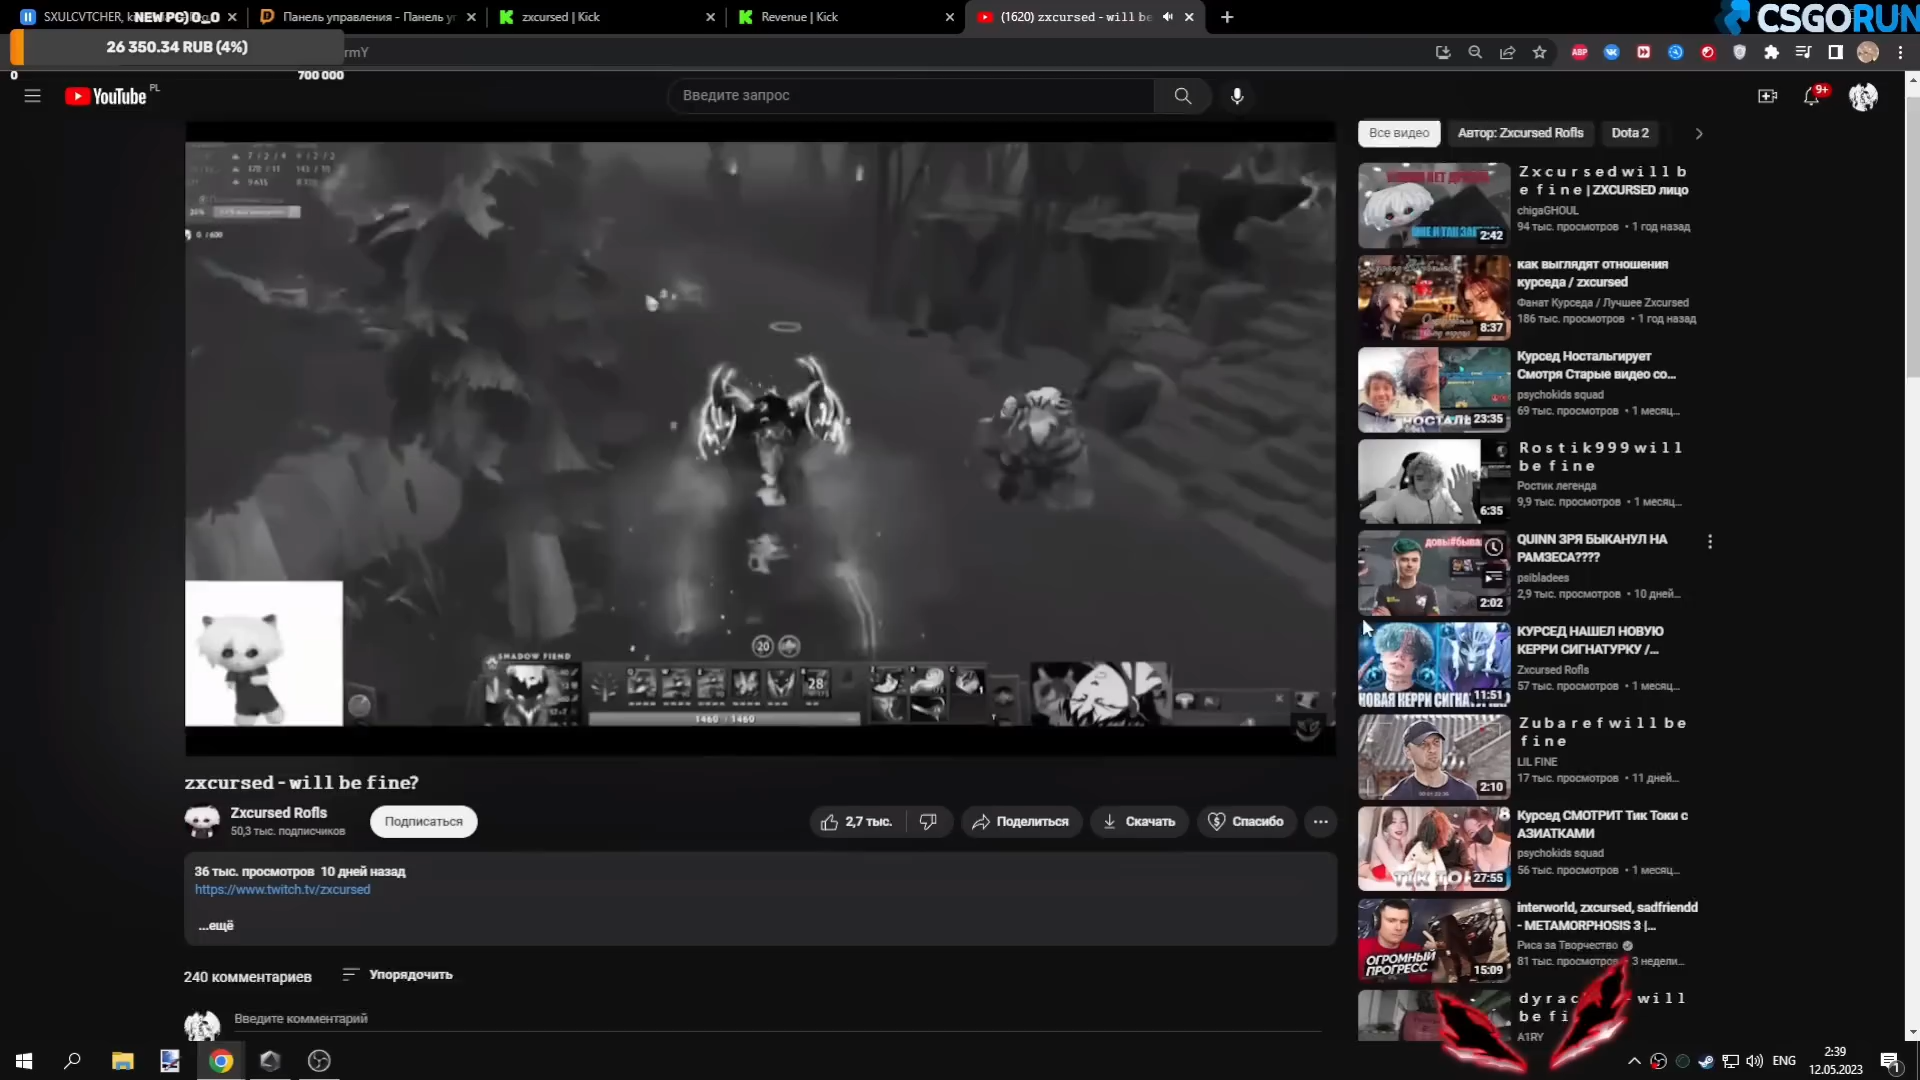 NEW PC) O_O
Панель управления - Панель
zxcursed | Kick
Revenue | Kick
(1620) zxcursed - will be
CSGORUN
26 350.34 RUB (4%)
rmY
ABP
0
700 000
YouTube PL
Введите запрос
9+
Все видео
Автор: Zxcursed Rofls
Dota 2
Z x c u r s e d w i l l b
e f i n e | ZXCURSED лицо
chigaGHOUL
94 тыс. просмотров • 1 год назад
2:42
как выглядят отношения
курседа / zxcursed
Фанат Курседа / Лучшее Zxcursed
186 тыс. просмотров • 1 год назад
8:37
Курсед Ностальгирует
Смотря Старые видео со...
psychokids squad
69 тыс. просмотров • 1 месяц...
23:35
R o s t i k 9 9 9 w i l l
b e f i n e
Ростик легенда
9,9 тыс. просмотров • 1 месяц...
6:35
QUINN ЗРЯ БЫКАНУЛ НА
РАМЗЕСА????
psibladees
2,9 тыс. просмотров • 10 дней...
2:02
КУРСЕД НАШЕЛ НОВУЮ
КЕРРИ СИГНАТУРКУ /...
Zxcursed Rofls
57 тыс. просмотров • 1 месяц...
11:51
Z u b a r e f w i l l b e
f i n e
LIL FINE
17 тыс. просмотров • 11 дней...
2:10
Курсед СМОТРИТ Тик Токи с
АЗИАТКАМИ
psychokids squad
56 тыс. просмотров • 1 месяц...
27:55
interworld, zxcursed, sadfriendd
- METAMORPHOSIS 3 |...
Риса за Творчество
81 тыс. просмотров • 3 недели...
ОГРОМНЫЙ
ПРОГРЕСС
15:09
w i l l
A1RY
SHADOW FIEND
20
28
1460 / 1460
zxcursed - will be fine?
Zxcursed Rofls
50,3 тыс. подписчиков
Подписаться
2,7 тыс.
Поделиться
Скачать
Спасибо
36 тыс. просмотров 10 дней назад
https://www.twitch.tv/zxcursed
...ещё
240 комментариев
Упорядочить
Введите комментарий
ENG
2:39
12.05.2023
1